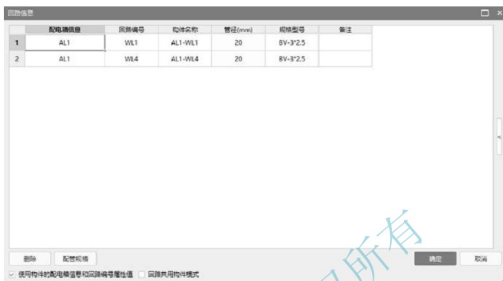 回路信息
配电箱信息 回路编号 构件名称 管径(mm) 规格型号 备注
1 AL1 WL1 AL1-WL1 20 BV-3*2.5
2 AL1 WL4 AL1-WL4 20 BV-3*2.5
删除 配管规格 确定 取消
使用构件的配电箱信息和回路编号属性值 回路共用构件模式
所有